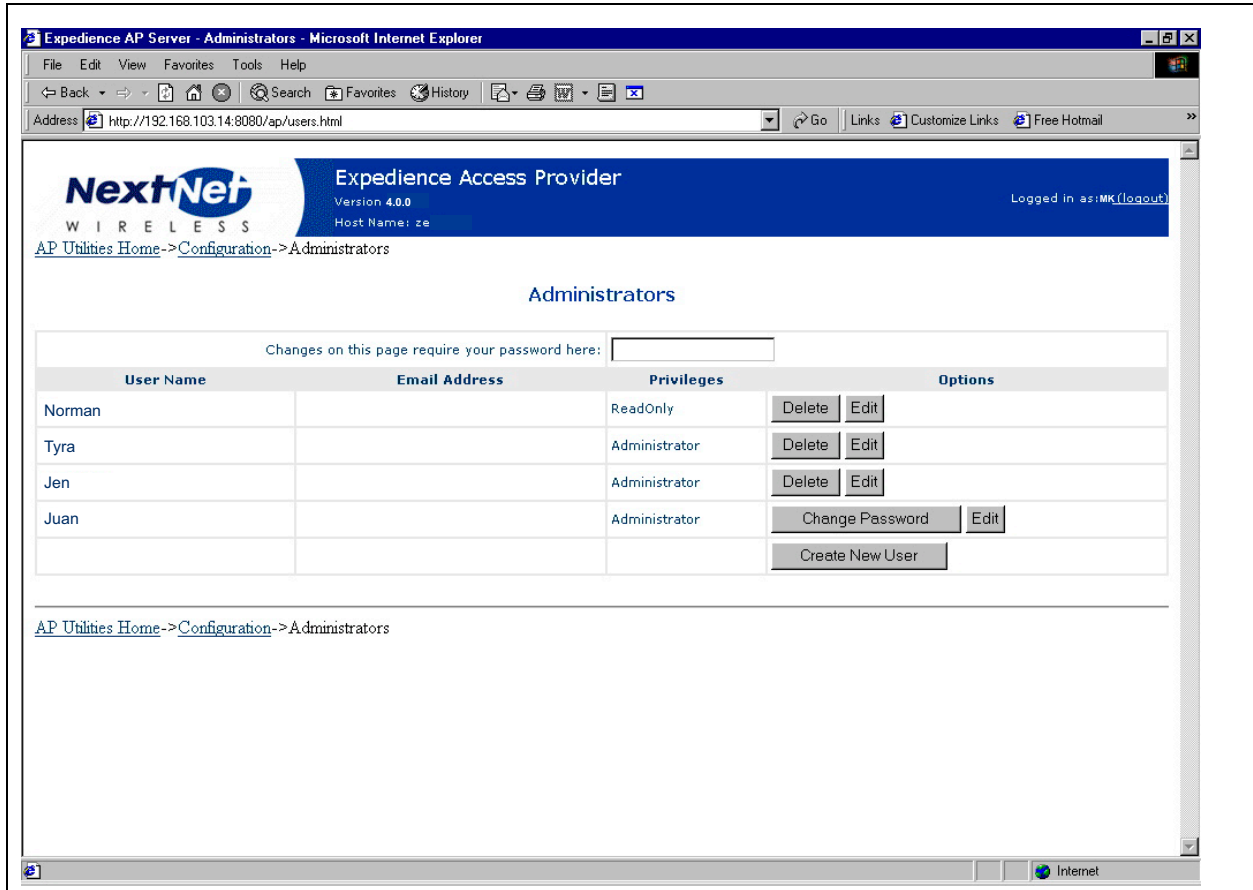 Expedience AP Server - Administrators - Microsoft Internet Explorer
File Edit View Favorites Tools Help
Back Search Favorites History
Address http://192.168.103.14:8080/ap/users.html Go Links Customize Links Free Hotmail »
NextNet
WIRELESS
Expedience Access Provider
Version 4.0.0
Host Name: ze
Logged in as:MK(logout)
AP Utilities Home->Configuration->Administrators
Administrators
Changes on this page require your password here:
User Name Email Address Privileges Options
Norman ReadOnly Delete Edit
Tyra Administrator Delete Edit
Jen Administrator Delete Edit
Juan Administrator Change Password Edit
Create New User
AP Utilities Home->Configuration->Administrators
Internet